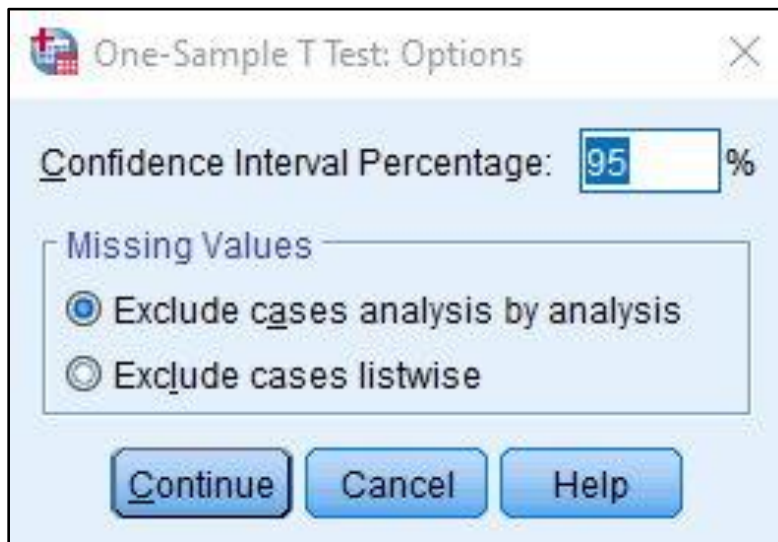 One-Sample T Test: Options
Confidence Interval Percentage: 95 %
Missing Values
Exclude cases analysis by analysis
Exclude cases listwise
Continue Cancel Help